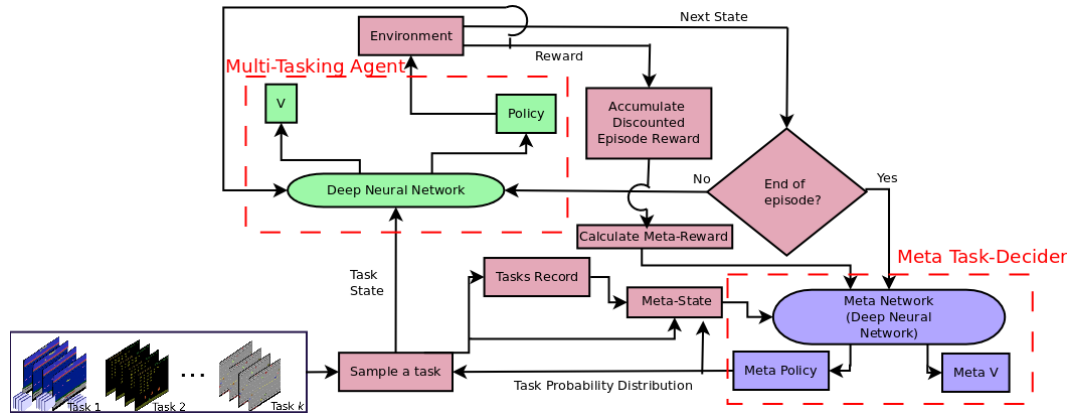 Next State
Environment
Reward
Multi-Tasking Agent
V
Policy
Accumulate
Discounted
Episode Reward
Deep Neural Network
No
End of
episode?
Yes
Calculate Meta-Reward
Meta Task-Decider
Task
State
Tasks Record
Meta-State
Meta Network
(Deep Neural
Network)
Task 1
Task 2
...
Task k
Sample a task
Task Probability Distribution
Meta Policy
Meta V